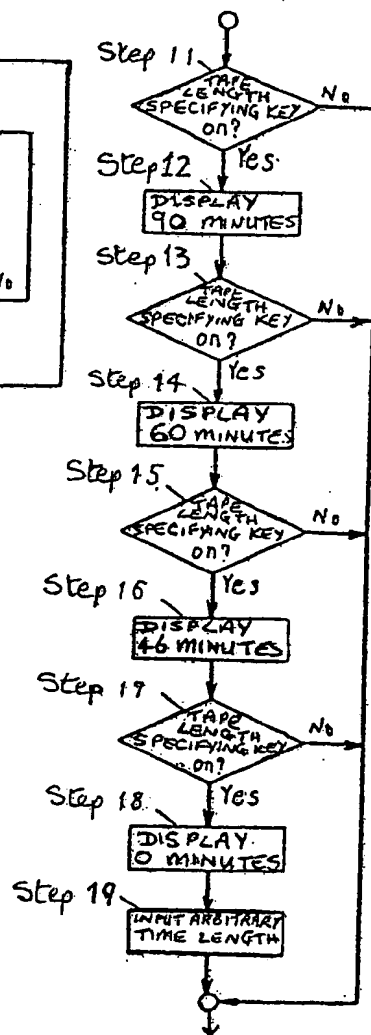 Step 11
TAPE
LENGTH
SPECIFYING KEY
on?
No
Yes
Step 12
DISPLAY
90 MINUTES
Step 13
TAPE
LENGTH
SPECIFYING KEY
on?
No
Yes
Step 14
DISPLAY
60 MINUTES
Step 15
TAPE
LENGTH
SPECIFYING KEY
on?
No
Yes
Step 16
DISPLAY
46 MINUTES
Step 17
TAPE
LENGTH
SPECIFYING KEY
on?
No
Yes
Step 18
DISPLAY
0 MINUTES
Step 19
INPUT ARBITRARY
TIME LENGTH